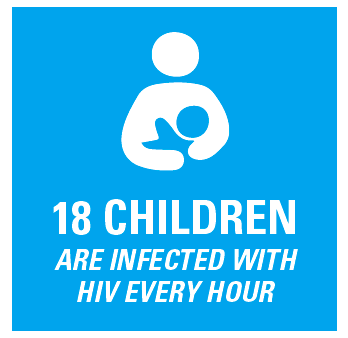 18 CHILDREN
ARE INFECTED WITH
HIV EVERY HOUR